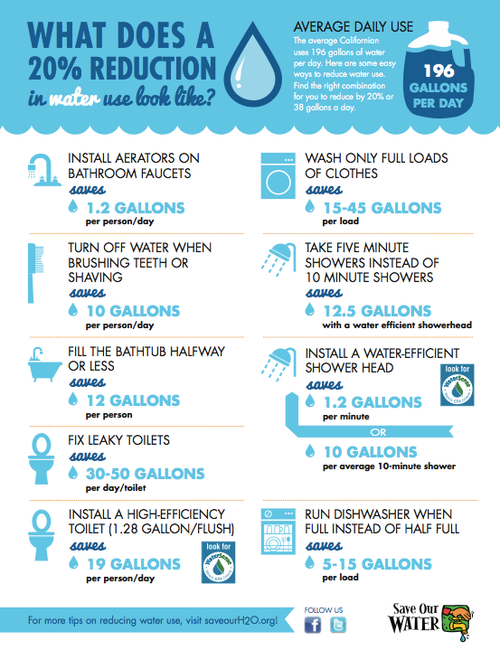 WHAT DOES A
20% REDUCTION
in water use look like?
AVERAGE DAILY USE
The average Californian
uses 196 gallons of water
per day. Here are some easy
ways to reduce water use.
Find the right combination
for you to reduce by 20% or
38 gallons a day.
196
GALLONS
PER DAY
INSTALL AERATORS ON
BATHROOM FAUCETS
saves
1.2 GALLONS
per person/day
TURN OFF WATER WHEN
BRUSHING TEETH OR
SHAVING
saves
10 GALLONS
per person/day
FILL THE BATHTUB HALFWAY
OR LESS
saves
12 GALLONS
per person
FIX LEAKY TOILETS
saves
30-50 GALLONS
per day/toilet
INSTALL A HIGH-EFFICIENCY
TOILET (1.28 GALLON/FLUSH)
saves
19 GALLONS
per person/day
look for
WaterSense
WASH ONLY FULL LOADS
OF CLOTHES
saves
15-45 GALLONS
per load
TAKE FIVE MINUTE
SHOWERS INSTEAD OF
10 MINUTE SHOWERS
saves
12.5 GALLONS
with a water efficient showerhead
INSTALL A WATER-EFFICIENT
SHOWER HEAD
saves
1.2 GALLONS
per minute
look for
WaterSense
OR
10 GALLONS
per average 10-minute shower
RUN DISHWASHER WHEN
FULL INSTEAD OF HALF FULL
saves
5-15 GALLONS
per load
For more tips on reducing water use, visit saveourH2O.org!
FOLLOW US
Save Our
WATER